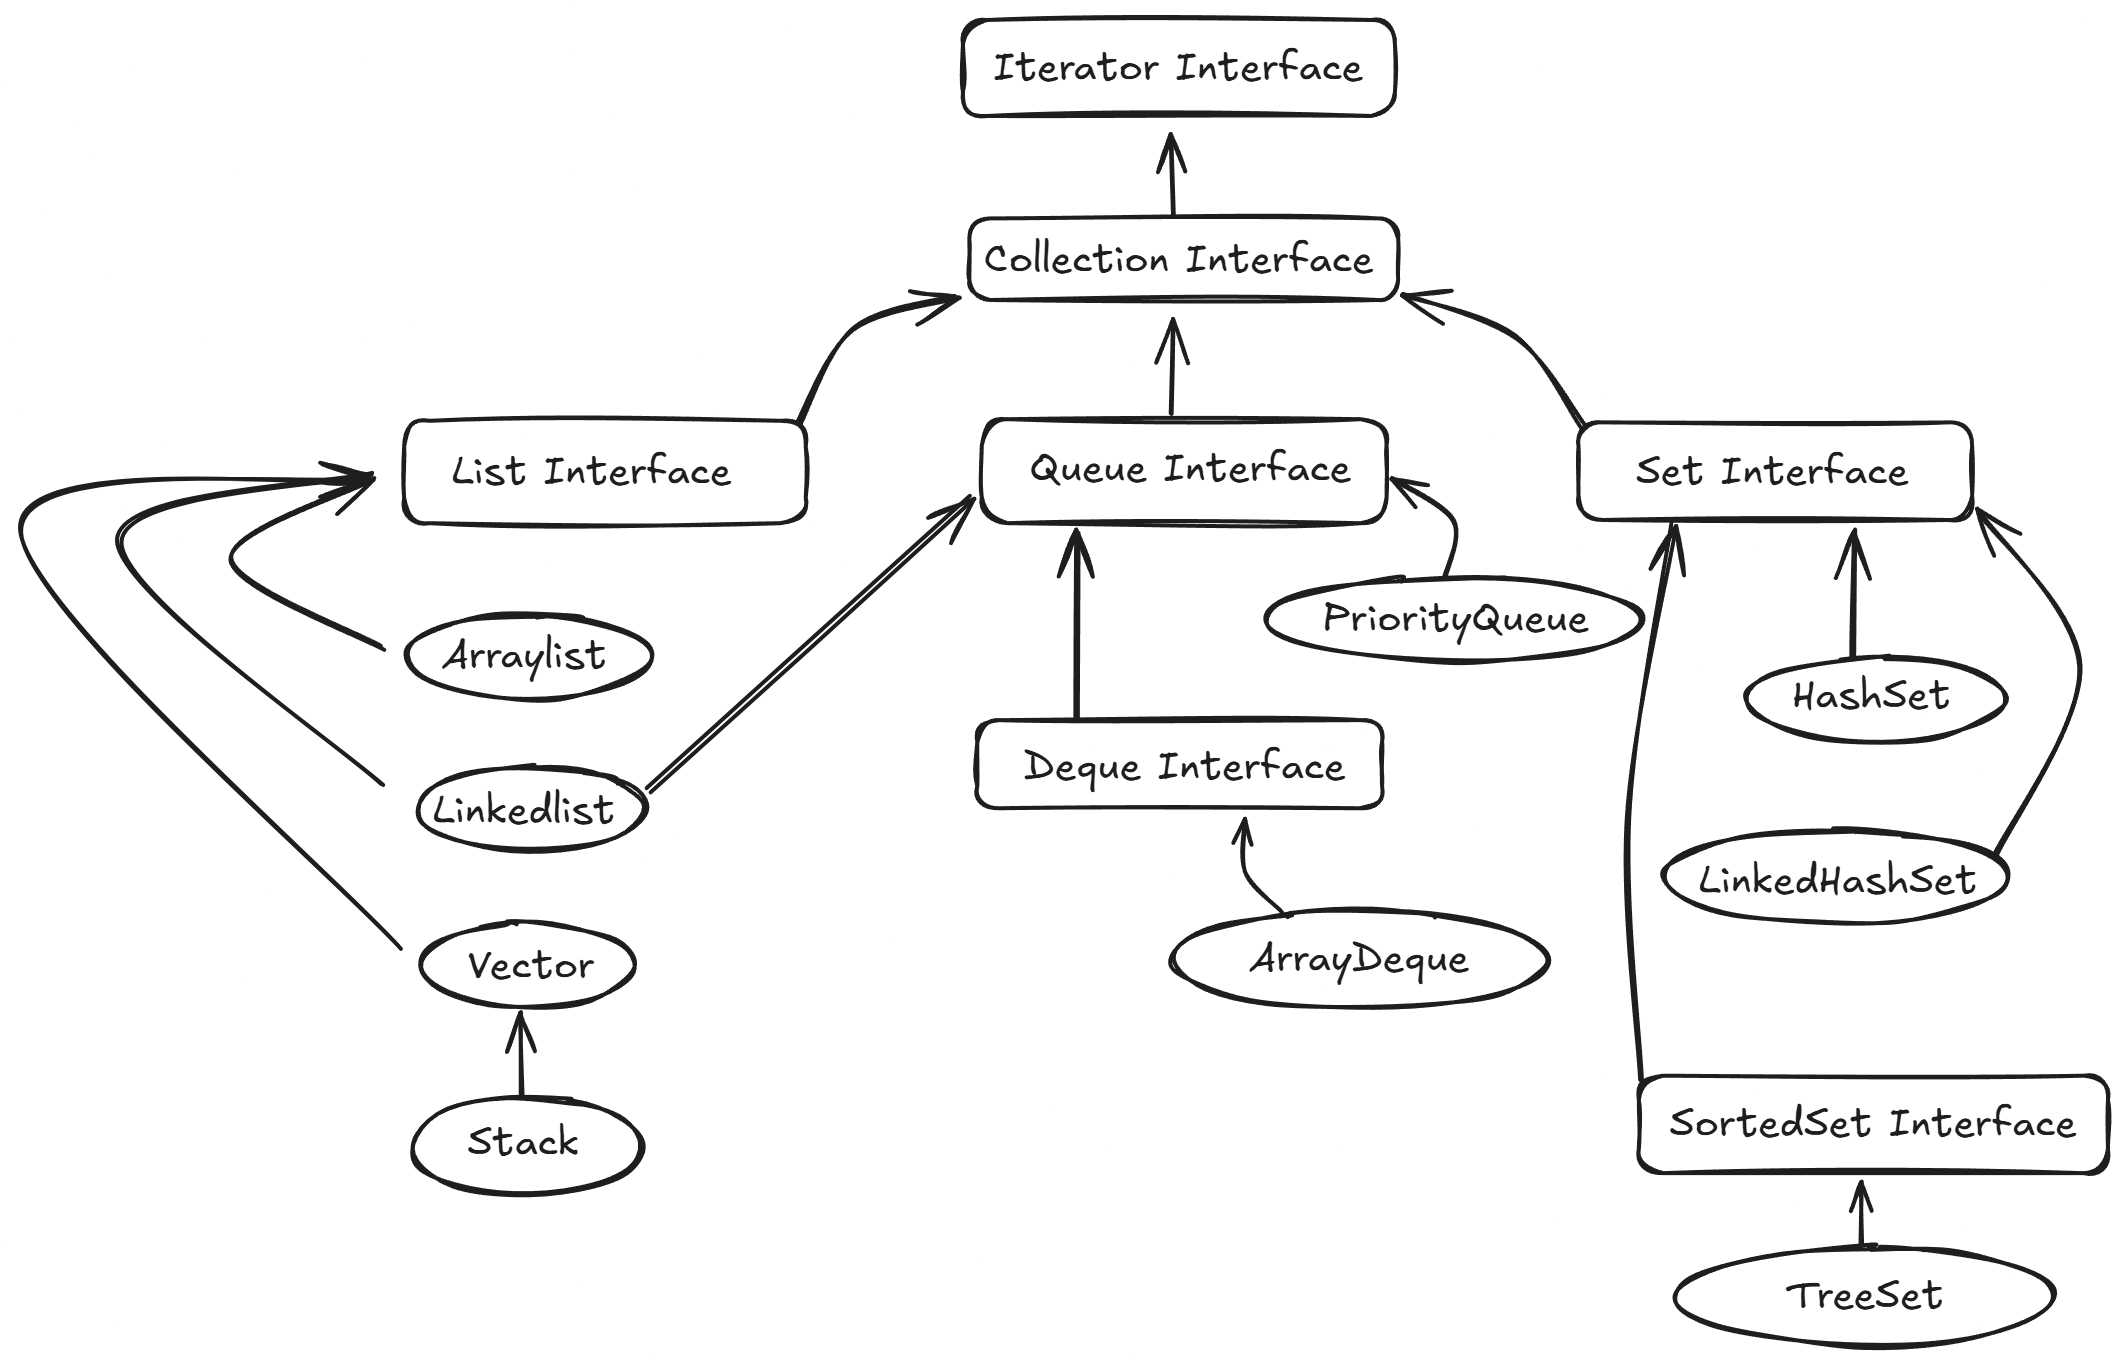 Iterator Interface
Collection Interface
List Interface
Queue Interface
Set Interface
Arraylist
PriorityQueue
HashSet
Linkedlist
Deque Interface
LinkedHashSet
Vector
ArrayDeque
Stack
SortedSet Interface
TreeSet